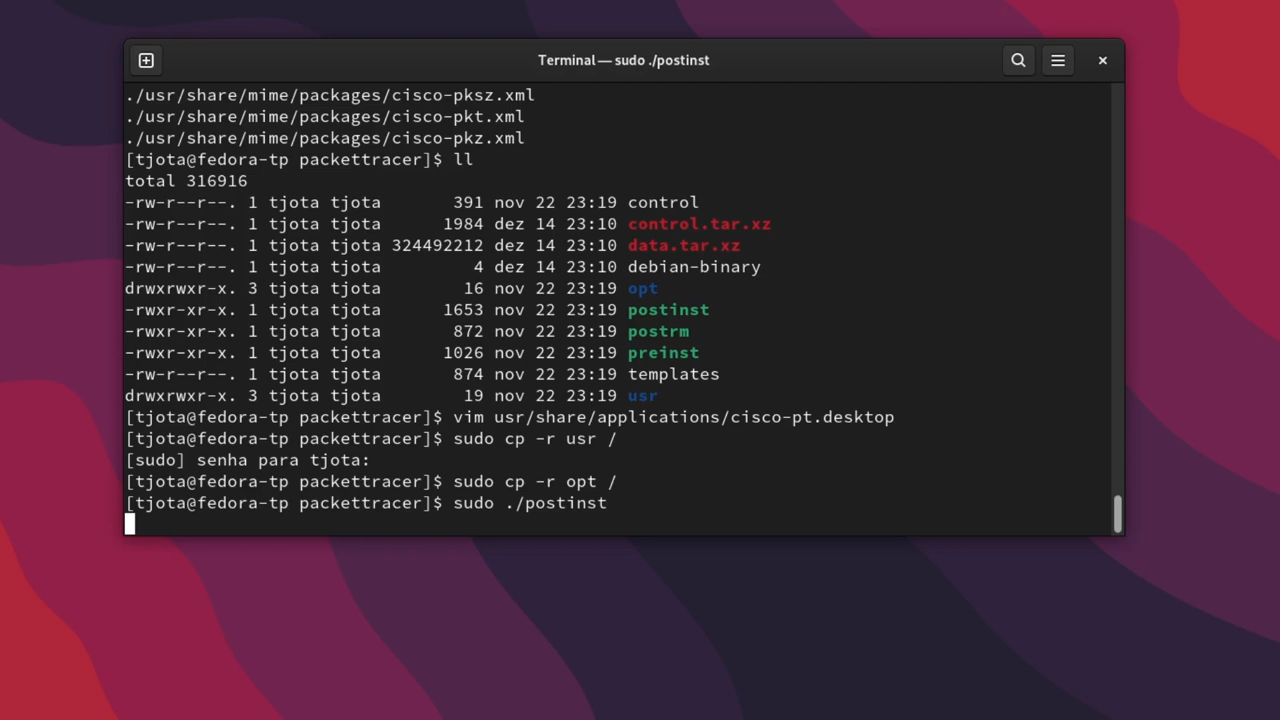 Terminal — sudo ./postinst
./usr/share/mime/packages/cisco-pksz.xml
./usr/share/mime/packages/cisco-pkt.xml
./usr/share/mime/packages/cisco-pkz.xml
[tjota@fedora-tp packettracer]$ ll
total 316916
-rw-r--r--. 1 tjota tjota       391 nov 22 23:19 control
-rw-r--r--. 1 tjota tjota      1984 dez 14 23:10 control.tar.xz
-rw-r--r--. 1 tjota tjota 324492212 dez 14 23:10 data.tar.xz
-rw-r--r--. 1 tjota tjota         4 dez 14 23:10 debian-binary
drwxrwxr-x. 3 tjota tjota        16 nov 22 23:19 opt
-rwxr-xr-x. 1 tjota tjota      1653 nov 22 23:19 postinst
-rwxr-xr-x. 1 tjota tjota       872 nov 22 23:19 postrm
-rwxr-xr-x. 1 tjota tjota      1026 nov 22 23:19 preinst
-rw-r--r--. 1 tjota tjota       874 nov 22 23:19 templates
drwxrwxr-x. 3 tjota tjota        19 nov 22 23:19 usr
[tjota@fedora-tp packettracer]$ vim usr/share/applications/cisco-pt.desktop
[tjota@fedora-tp packettracer]$ sudo cp -r usr /
[sudo] senha para tjota:
[tjota@fedora-tp packettracer]$ sudo cp -r opt /
[tjota@fedora-tp packettracer]$ sudo ./postinst